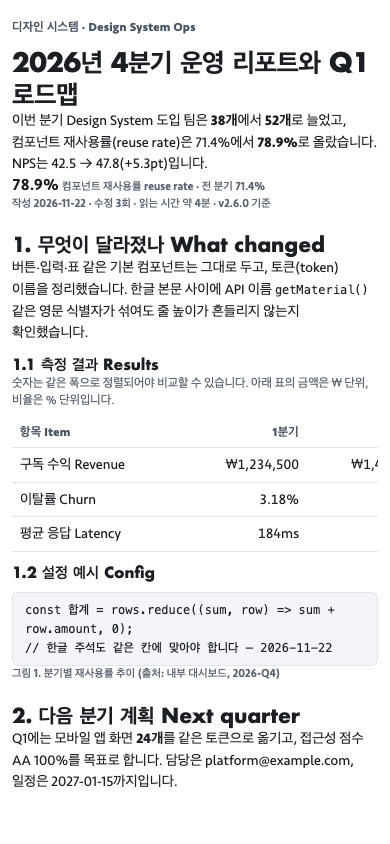 디자인 시스템 · Design System Ops
2026년 4분기 운영 리포트와 Q1
로드맵
이번 분기 Design System 도입 팀은 38개에서 52개로 늘었고,
컴포넌트 재사용률(reuse rate)은 71.4%에서 78.9%로 올랐습니다.
NPS는 42.5 → 47.8(+5.3pt)입니다.
78.9% 컴포넌트 재사용률 reuse rate · 전 분기 71.4%
작성 2026-11-22 · 수정 3회 · 읽는 시간 약 4분 · v2.6.0 기준
1. 무엇이 달라졌나 What changed
버튼·입력·표 같은 기본 컴포넌트는 그대로 두고, 토큰(token)
이름을 정리했습니다. 한글 본문 사이에 API 이름 getMaterial()
같은 영문 식별자가 섞여도 줄 높이가 흔들리지 않는지
확인했습니다.
1.1 측정 결과 Results
숫자는 같은 폭으로 정렬되어야 비교할 수 있습니다. 아래 표의 금액은 ₩ 단위,
비율은 % 단위입니다.
항목 Item 1분기
구독 수익 Revenue ₩1,234,500 ₩1,4
이탈률 Churn 3.18%
평균 응답 Latency 184ms
1.2 설정 예시 Config
const 합계 = rows.reduce((sum, row) => sum +
row.amount, 0);
// 한글 주석도 같은 칸에 맞아야 합니다 — 2026-11-22
그림 1. 분기별 재사용률 추이 (출처: 내부 대시보드, 2026-Q4)
2. 다음 분기 계획 Next quarter
Q1에는 모바일 앱 화면 24개를 같은 토큰으로 옮기고, 접근성 점수
AA 100%를 목표로 합니다. 담당은 platform@example.com,
일정은 2027-01-15까지입니다.